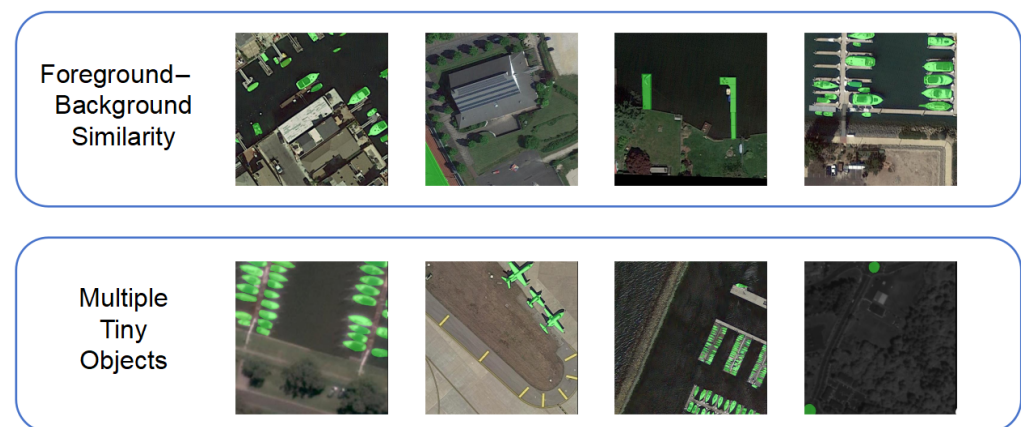 Foreground–
Background
Similarity
Multiple
Tiny
Objects